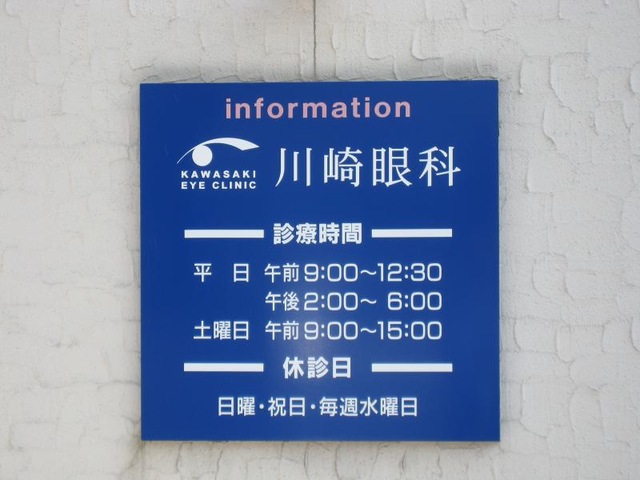 information
KAWASAKI
EYE CLINIC
川崎眼科
診療時間
平 日 午前 9:00〜12:30
午後 2:00〜 6:00
土曜日 午前 9:00〜15:00
休診日
日曜・祝日・毎週水曜日